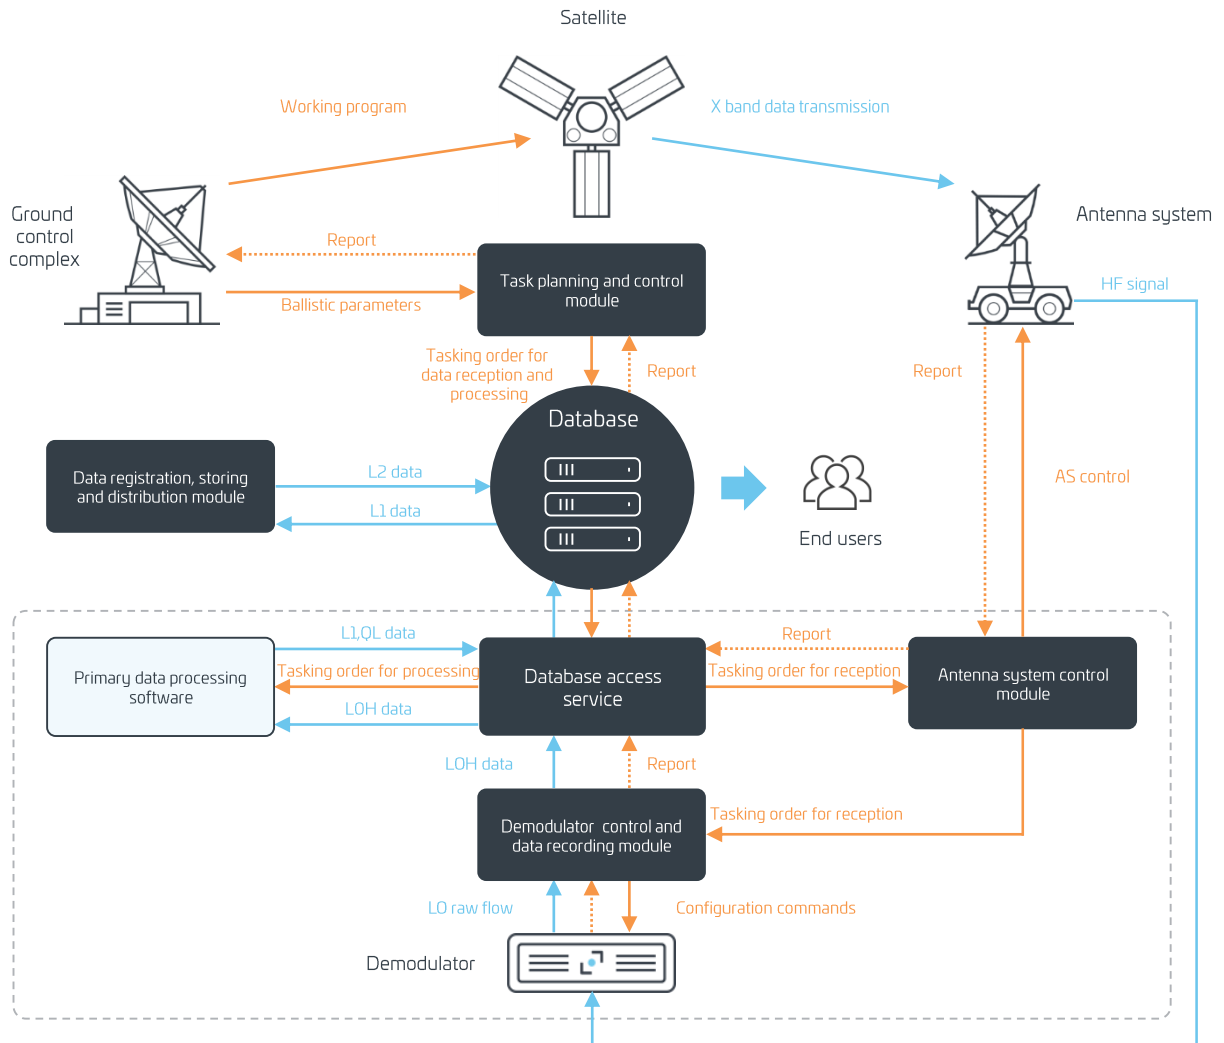 Satellite
Working program
X band data transmission
Ground
control
complex
Antenna system
Report
Task planning and control
module
Ballistic parameters
HF signal
Tasking order for
data reception and
processing
Report
Report
Database
Data registration, storing
and distribution module
L2 data
L1 data
AS control
End users
L1,QL data
Report
Primary data processing
software
Tasking order for processing
Database access
service
Tasking order for reception
Antenna system control
module
LOH data
LOH data
Report
Demodulator control and
data recording module
Tasking order for reception
LO raw flow
Configuration commands
Demodulator